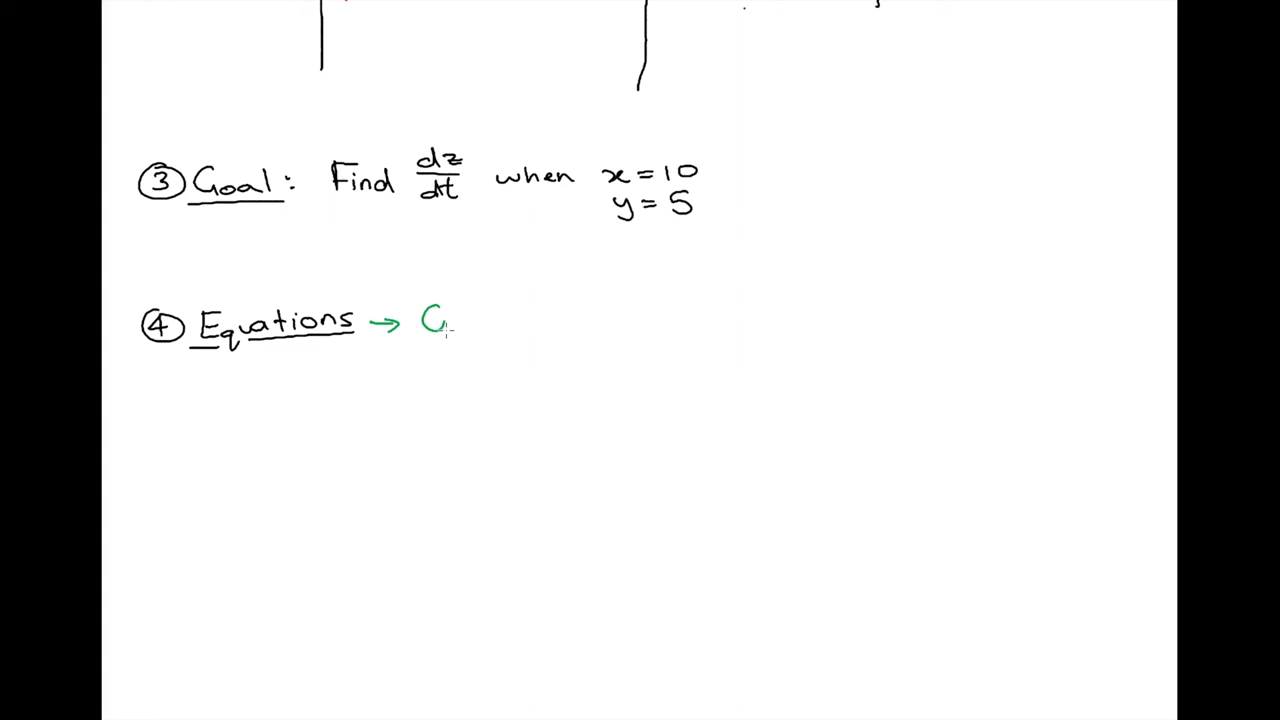 ③ Goal: Find dz/dt when x = 10
y = 5
④ Equations → C